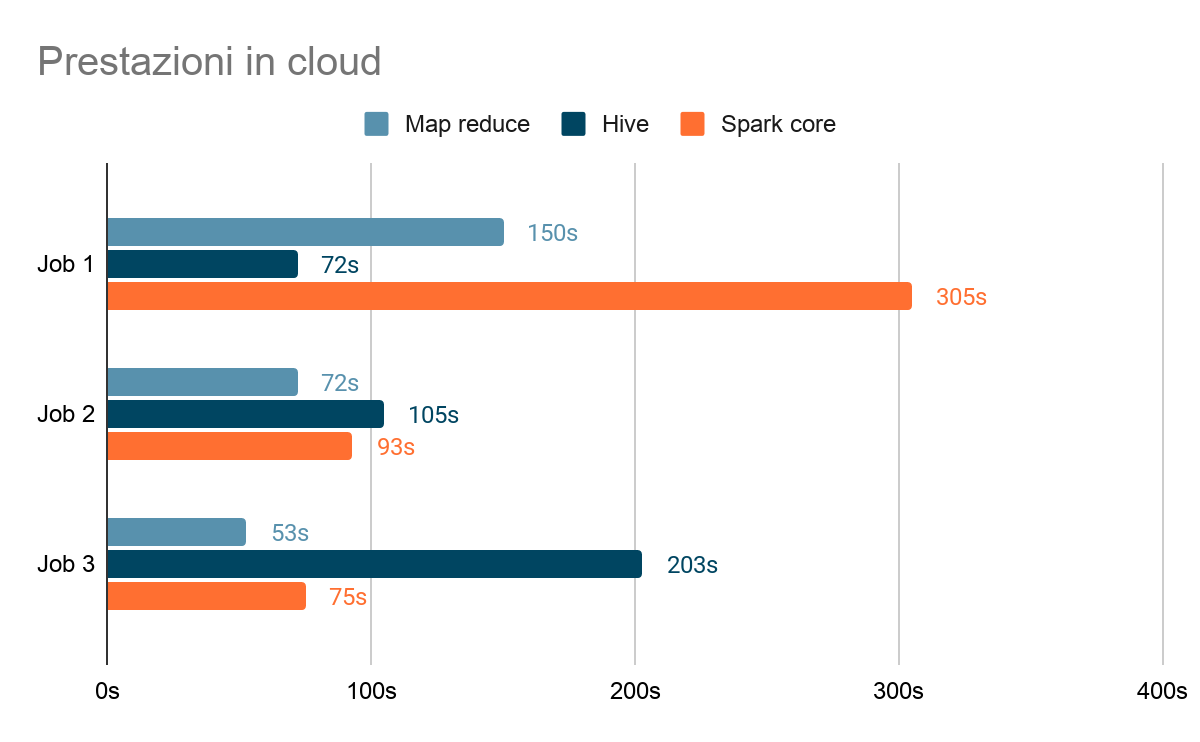 Prestazioni in cloud
Map reduce Hive Spark core
150s
Job 1 72s
305s
72s
Job 2 105s
93s
53s
Job 3 203s
75s
0s 100s 200s 300s 400s